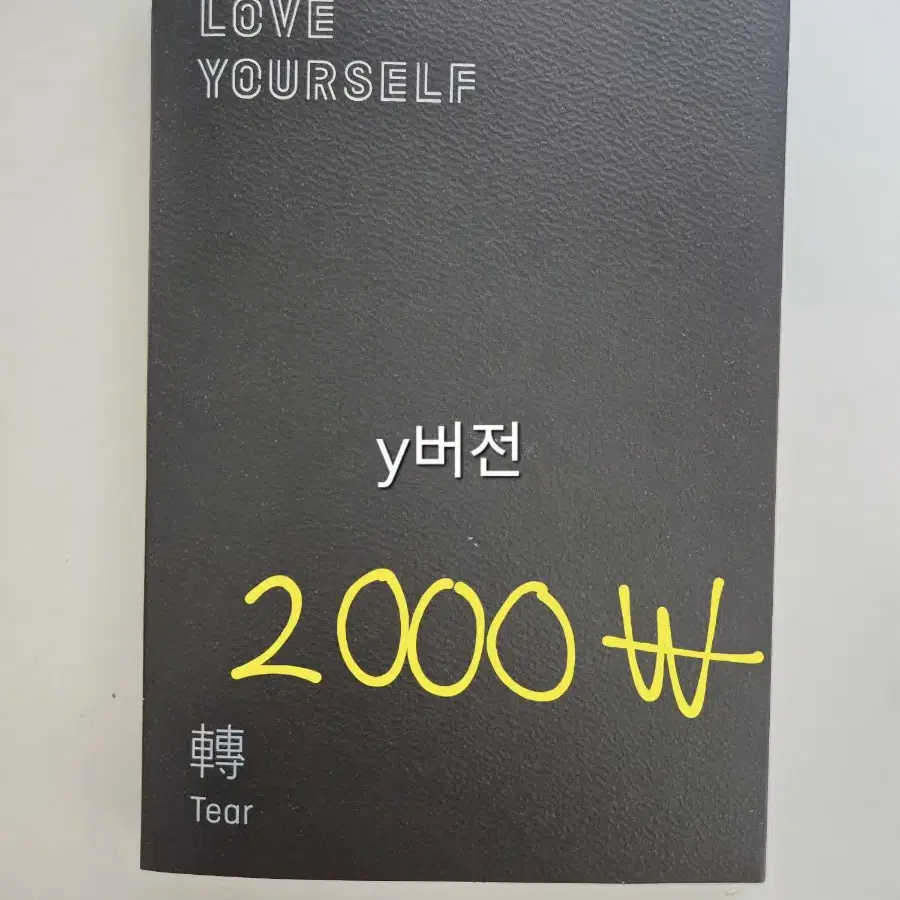 LOVE
YOURSELF
y버전
2000₩
轉
Tear